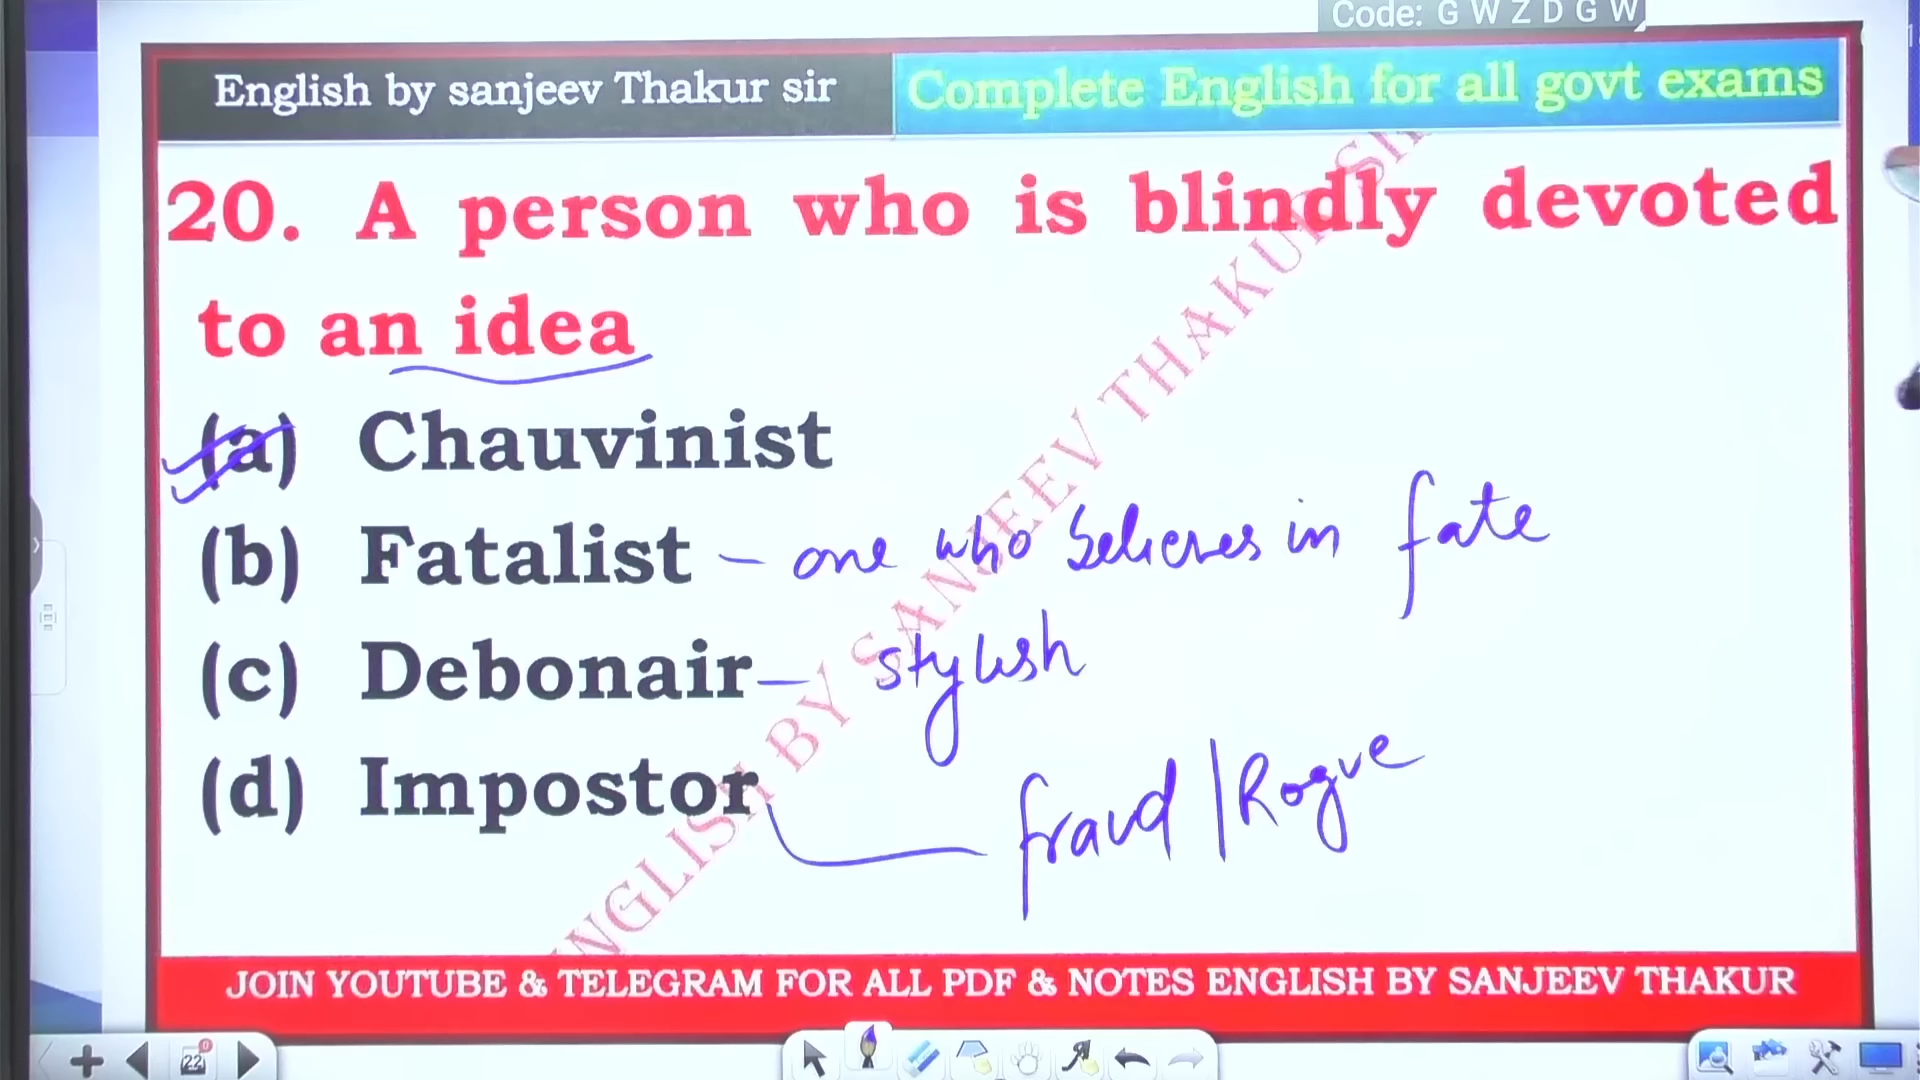 Code: G W Z D G W
English by sanjeev Thakur sir
Complete English for all govt exams
20. A person who is blindly devoted
to an idea
(a) Chauvinist
(b) Fatalist – one who believes in fate
(c) Debonair – stylish
(d) Impostor fraud / Rogue
ENGLISH BY SANJEEV THAKUR
JOIN YOUTUBE & TELEGRAM FOR ALL PDF & NOTES ENGLISH BY SANJEEV THAKUR
22